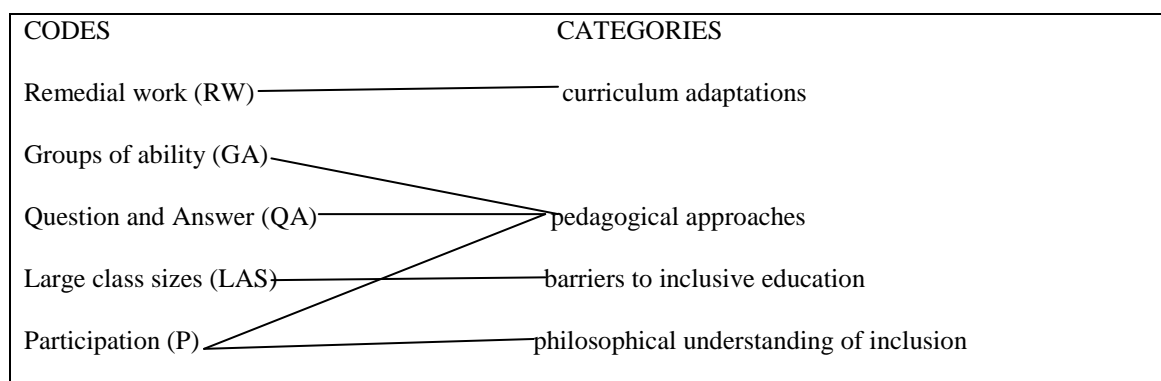 CODES CATEGORIES
Remedial work (RW) curriculum adaptations
Groups of ability (GA)
Question and Answer (QA) pedagogical approaches
Large class sizes (LAS) barriers to inclusive education
Participation (P) philosophical understanding of inclusion